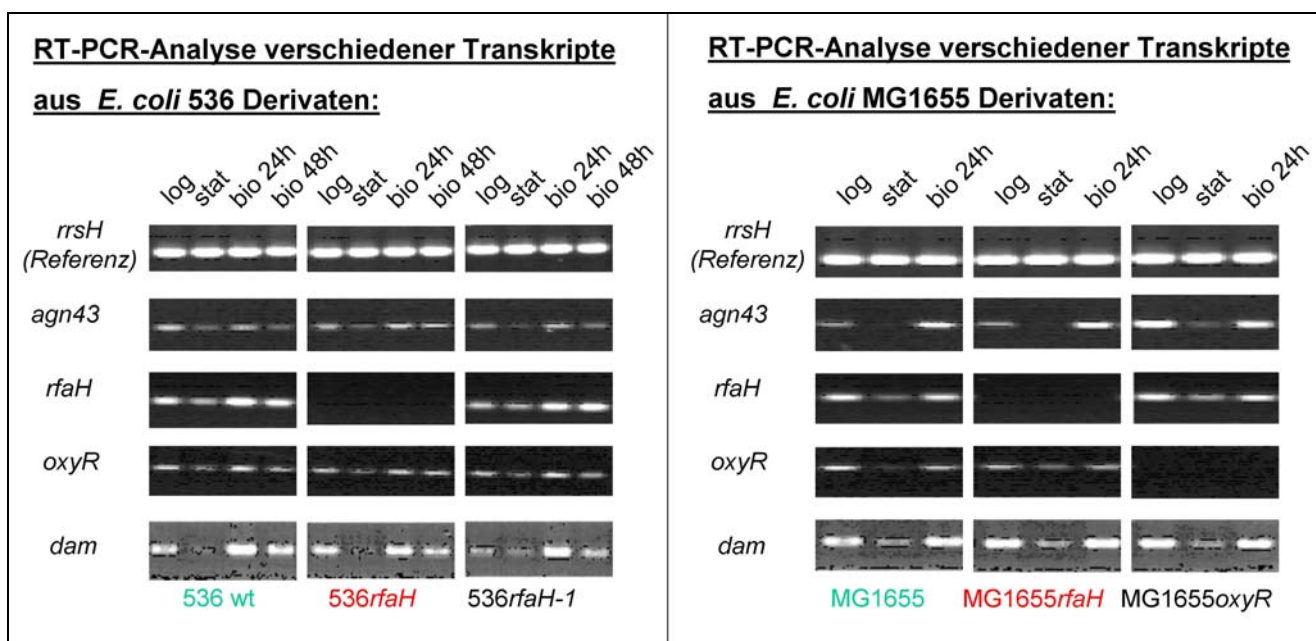 RT-PCR-Analyse verschiedener Transkripte
aus E. coli 536 Derivaten:
log stat bio 24h bio 48h log stat bio 24h bio 48h log stat bio 24h bio 48h
rrsH
(Referenz)
agn43
rfaH
oxyR
dam
536 wt 536rfaH 536rfaH-1
RT-PCR-Analyse verschiedener Transkripte
aus E. coli MG1655 Derivaten:
log stat bio 24h log stat bio 24h log stat bio 24h
rrsH
(Referenz)
agn43
rfaH
oxyR
dam
MG1655 MG1655rfaH MG1655oxyR